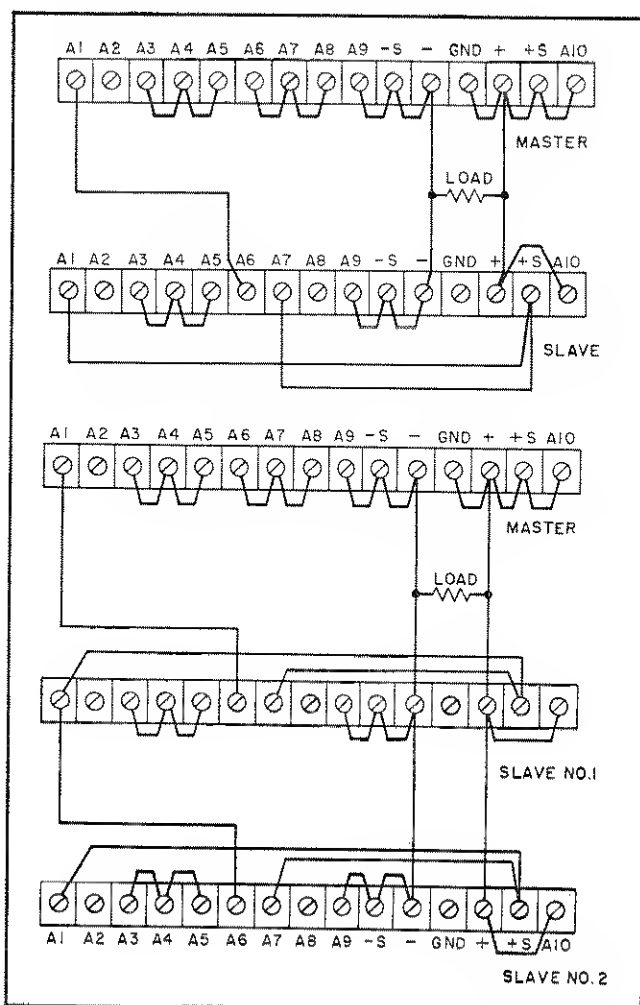 A1 A2 A3 A4 A5 A6 A7 A8 A9 -S - GND + +S A10
MASTER
LOAD
A1 A2 A3 A4 A5 A6 A7 A8 A9 -S - GND + +S A10
SLAVE
A1 A2 A3 A4 A5 A6 A7 A8 A9 -S - GND + +S A10
MASTER
LOAD
SLAVE NO.1
A1 A2 A3 A4 A5 A6 A7 A8 A9 -S - GND + +S A10
SLAVE NO.2